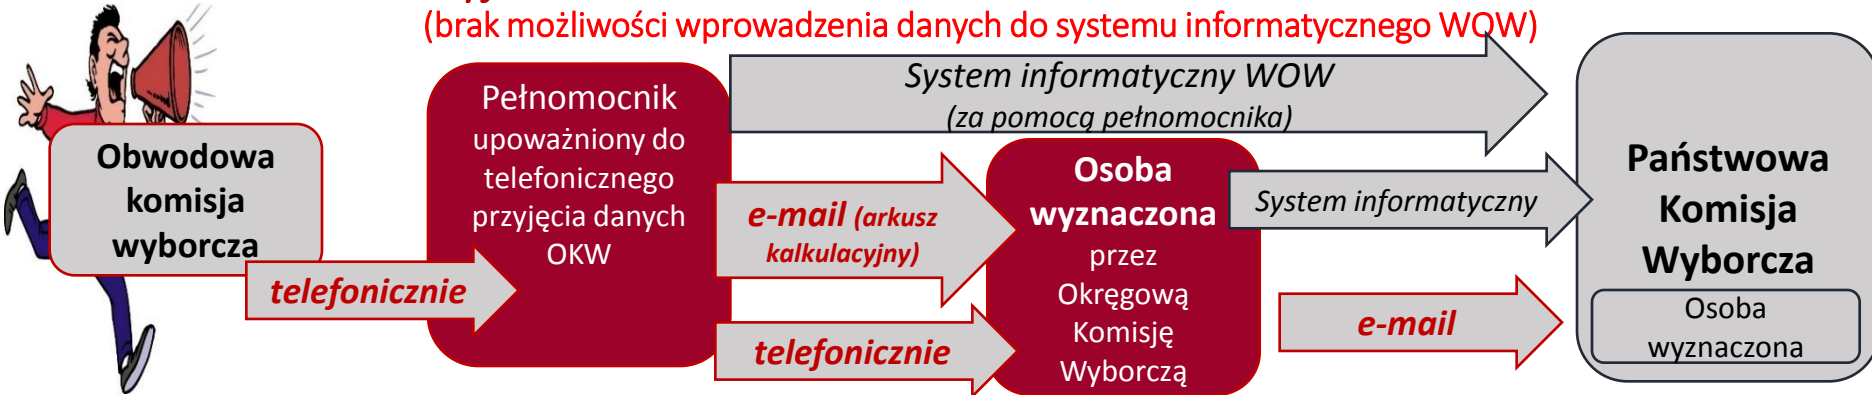 (brak możliwości wprowadzenia danych do systemu informatycznego WOW)
System informatyczny WOW
(za pomocą pełnomocnika)
Obwodowa
komisja
wyborcza
telefonicznie
Pełnomocnik
upoważniony do
telefonicznego
przyjęcia danych
OKW
e-mail (arkusz
kalkulacyjny)
telefonicznie
Osoba
wyznaczona
przez
Okręgową
Komisję
Wyborczą
System informatyczny
e-mail
Państwowa
Komisja
Wyborcza
Osoba
wyznaczona